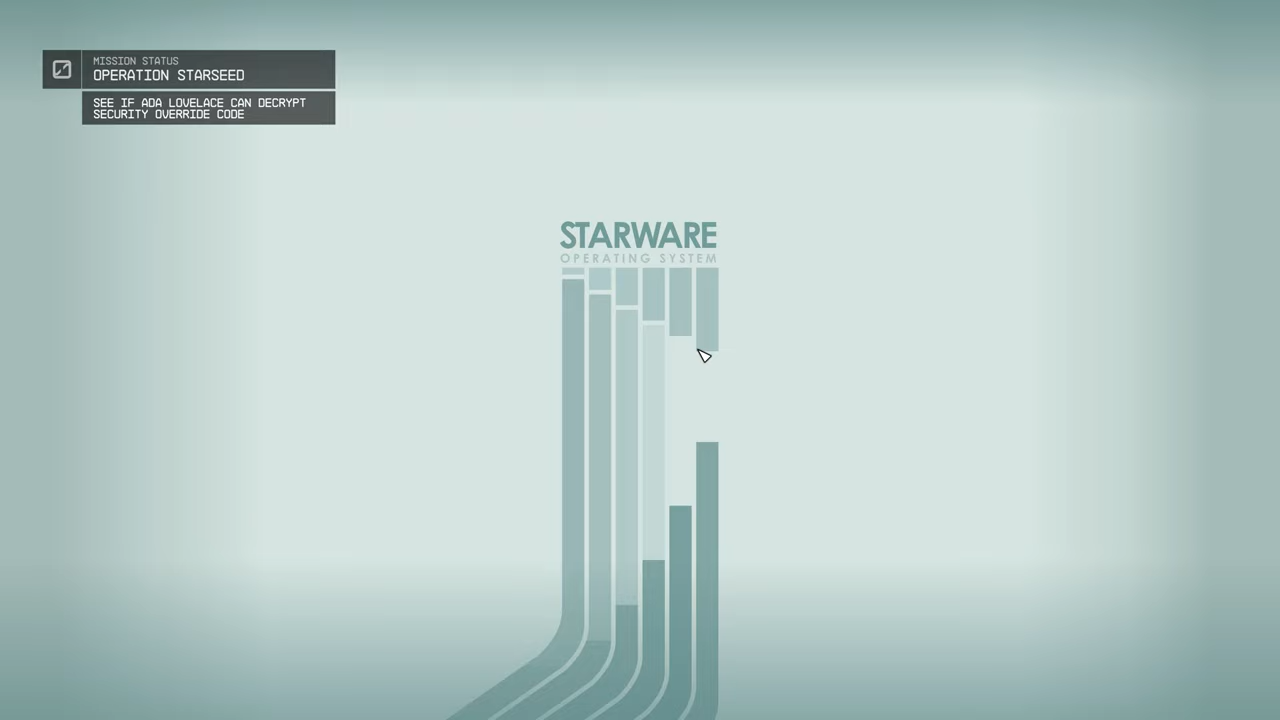 MISSION STATUS
OPERATION STARSEED
SEE IF ADA LOVELACE CAN DECRYPT
SECURITY OVERRIDE CODE
STARWARE
OPERATING SYSTEM